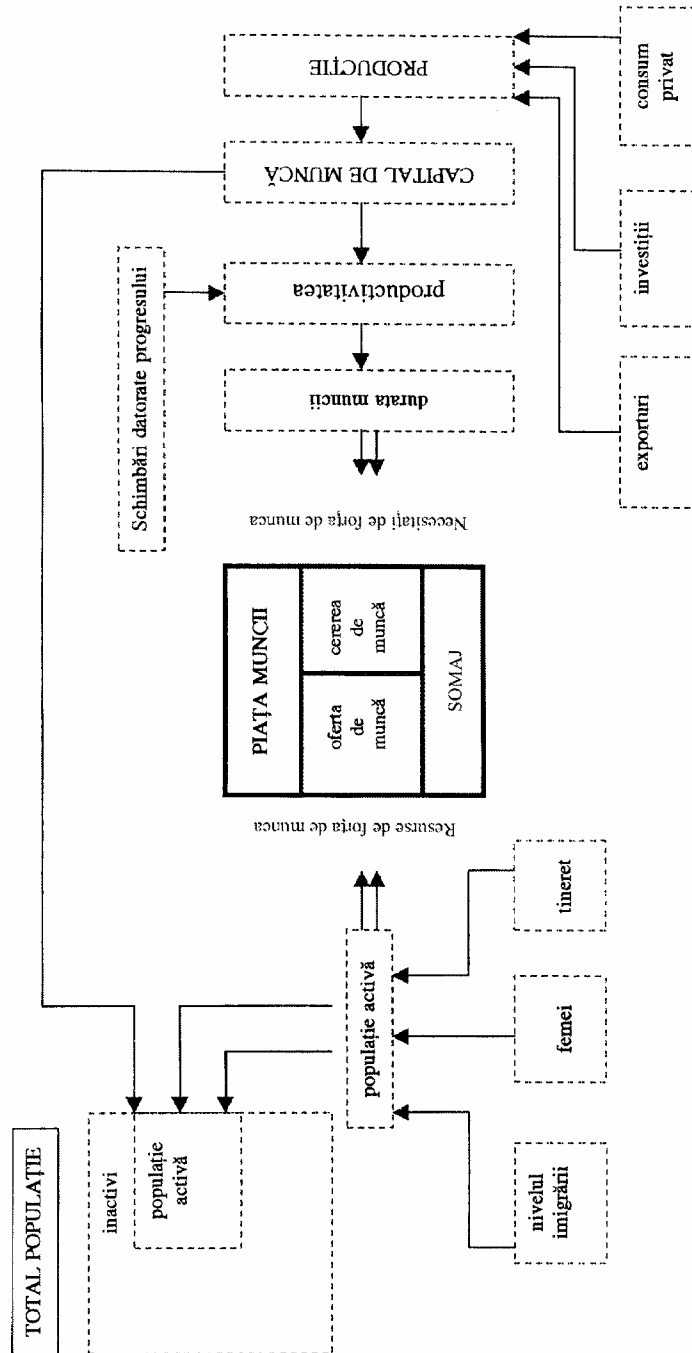 TOTAL POPULAȚIE
inactivi
populație
activă
Schimbări datorate progresului
populație activă
nivelul
imigrării
femei
tineret
Resurse de forța de munca
PIAȚA MUNCII
oferta
de
muncă
cererea
de
muncă
SOMAJ
Necesitați de forța de munca
durata muncii
productivitatea
CAPITAL DE MUNCĂ
PRODUCȚIE
exporturi
investiții
consum
privat